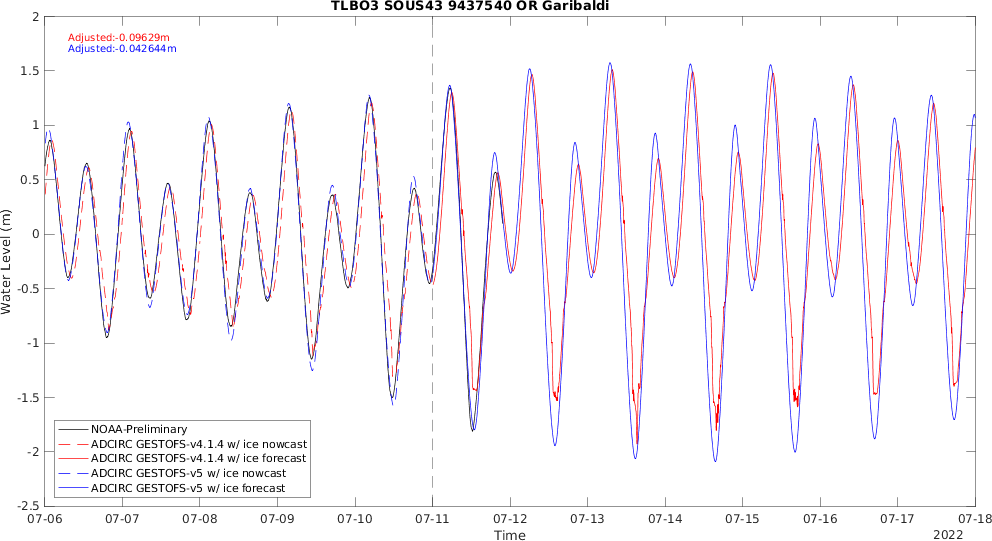 TLBO3 SOUS43 9437540 OR Garibaldi
Adjusted:-0.09629m
Adjusted:-0.042644m
2
1.5
1
0.5
0
-0.5
-1
-1.5
-2
-2.5
Water Level (m)
NOAA-Preliminary
ADCIRC GESTOFS-v4.1.4 w/ ice nowcast
ADCIRC GESTOFS-v4.1.4 w/ ice forecast
ADCIRC GESTOFS-v5 w/ ice nowcast
ADCIRC GESTOFS-v5 w/ ice forecast
07-06 07-07 07-08 07-09 07-10 07-11 07-12 07-13 07-14 07-15 07-16 07-17 07-18
Time
2022